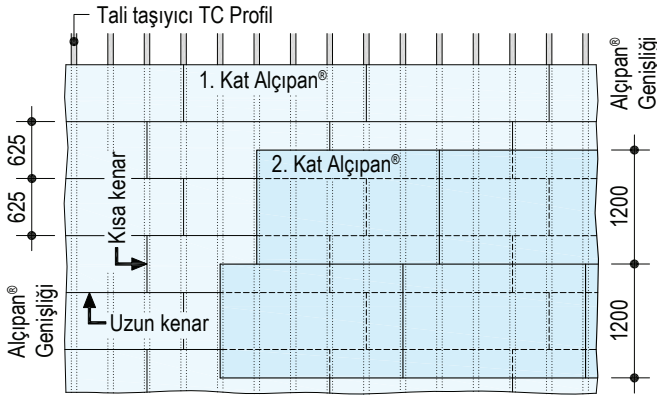 Tali taşıyıcı TC Profil
1. Kat Alçıpan®
Alçıpan®
Genişliği
625
625
2. Kat Alçıpan®
Kısa kenar
1200
1200
Alçıpan®
Genişliği
Uzun kenar